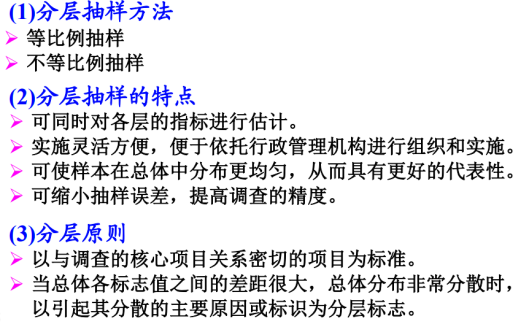 (1)分层抽样方法
➢ 等比例抽样
➢ 不等比例抽样
(2)分层抽样的特点
➢ 可同时对各层的指标进行估计。
➢ 实施灵活方便，便于依托行政管理机构进行组织和实施。
➢ 可使样本在总体中分布更均匀，从而具有更好的代表性。
➢ 可缩小抽样误差，提高调查的精度。
(3)分层原则
➢ 以与调查的核心项目关系密切的项目为标准。
➢ 当总体各标志值之间的差距很大，总体分布非常分散时，
以引起其分散的主要原因或标识为分层标志。